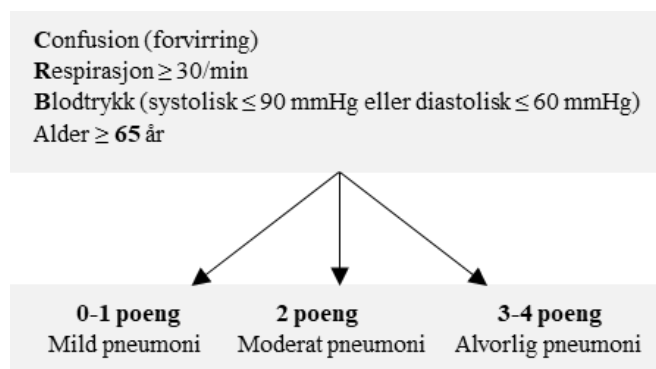 Confusion (forvirring)
Respirasjon ≥ 30/min
Blodtrykk (systolisk ≤ 90 mmHg eller diastolisk ≤ 60 mmHg)
Alder ≥ 65 år
0-1 poeng
Mild pneumoni
2 poeng
Moderat pneumoni
3-4 poeng
Alvorlig pneumoni